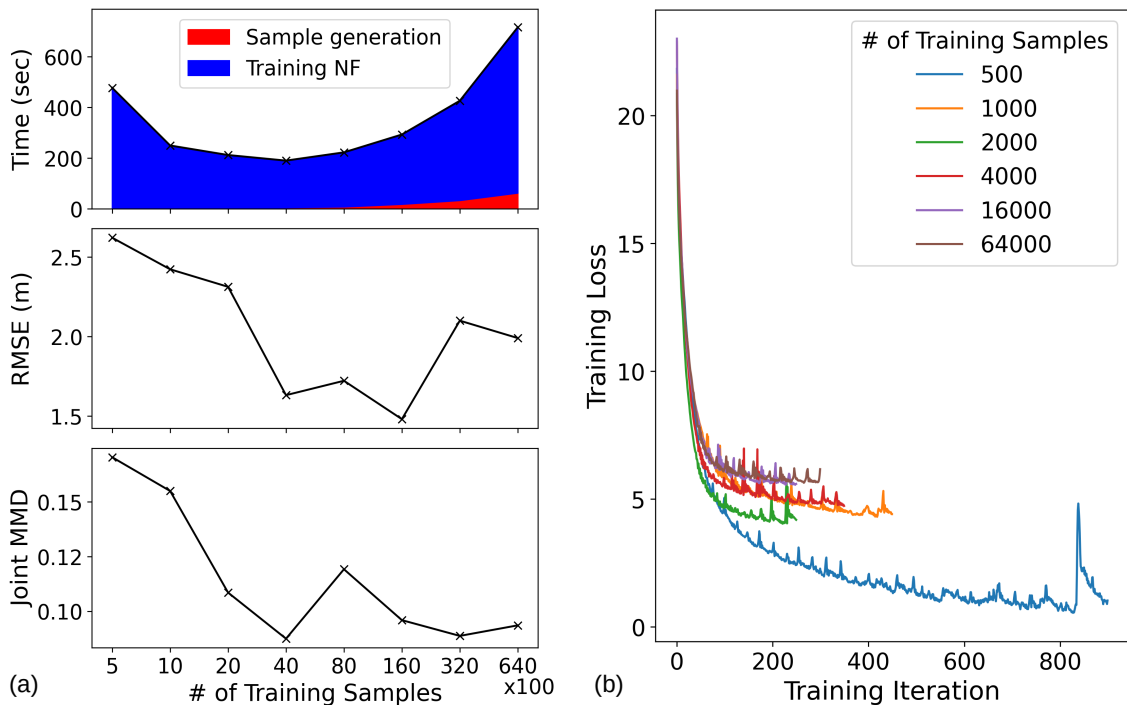 Time (sec)
600
400
200
0
Sample generation
Training NF
RMSE (m)
2.5
2.0
1.5
Joint MMD
0.15
0.12
0.10
5 10 20 40 80 160 320 640
x100
# of Training Samples
(a)
Training Loss
20
15
10
5
0
# of Training Samples
500
1000
2000
4000
16000
64000
0 200 400 600 800
Training Iteration
(b)